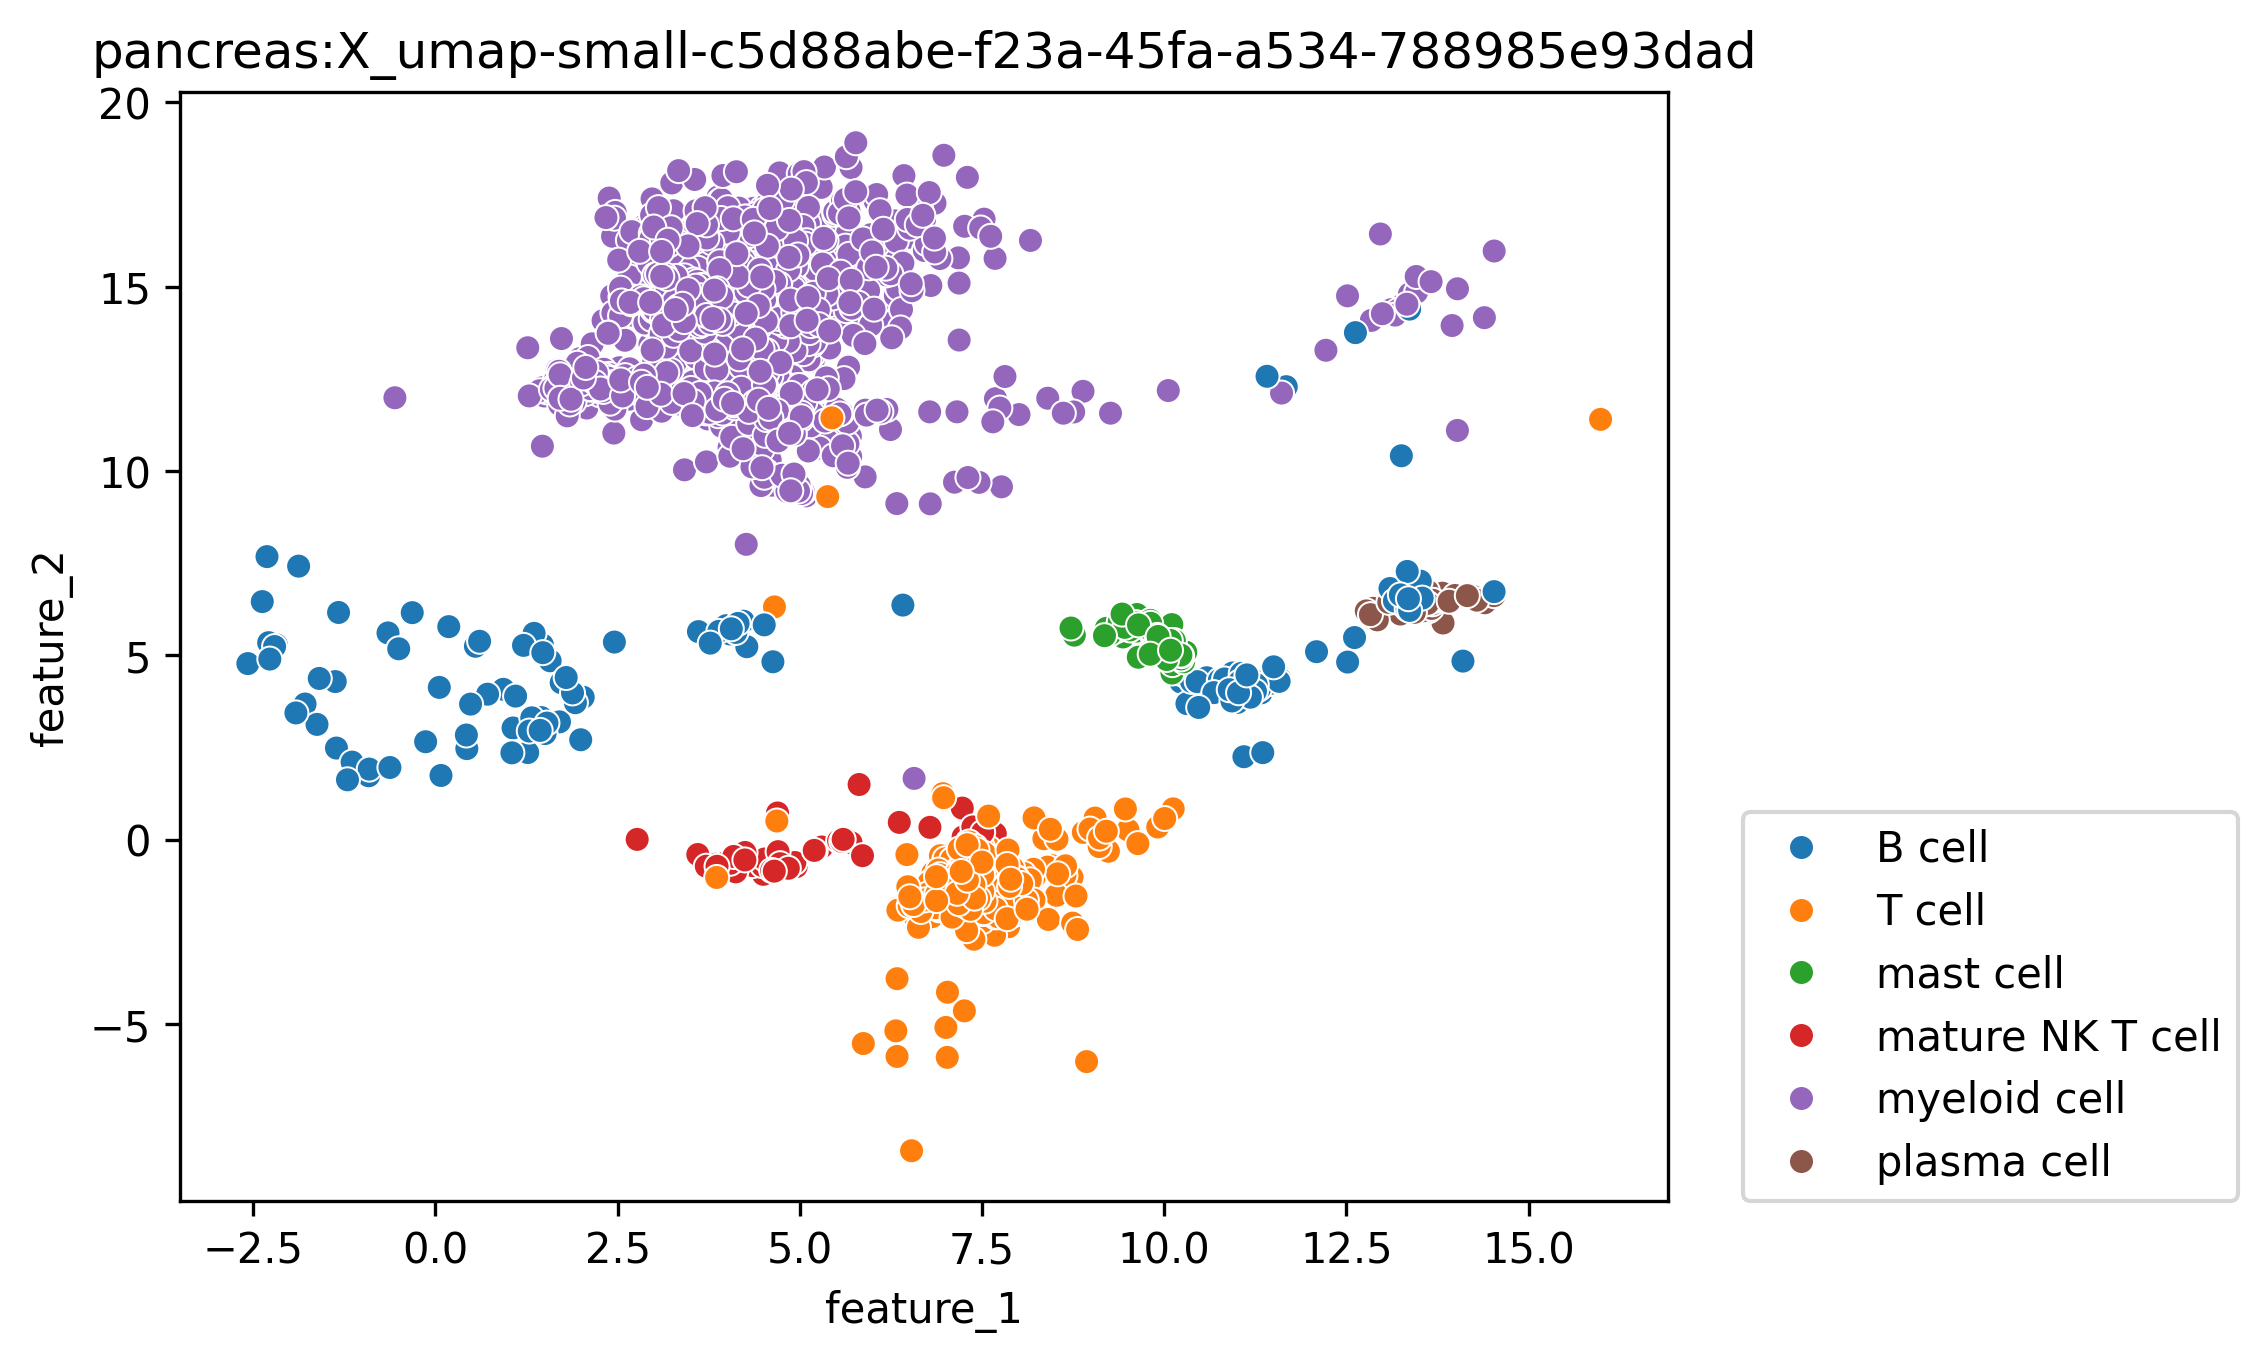 pancreas:X_umap-small-c5d88abe-f23a-45fa-a534-788985e93dad
20
15
10
5
0
−5
feature_2
−2.5 0.0 2.5 5.0 7.5 10.0 12.5 15.0
feature_1
B cell
T cell
mast cell
mature NK T cell
myeloid cell
plasma cell